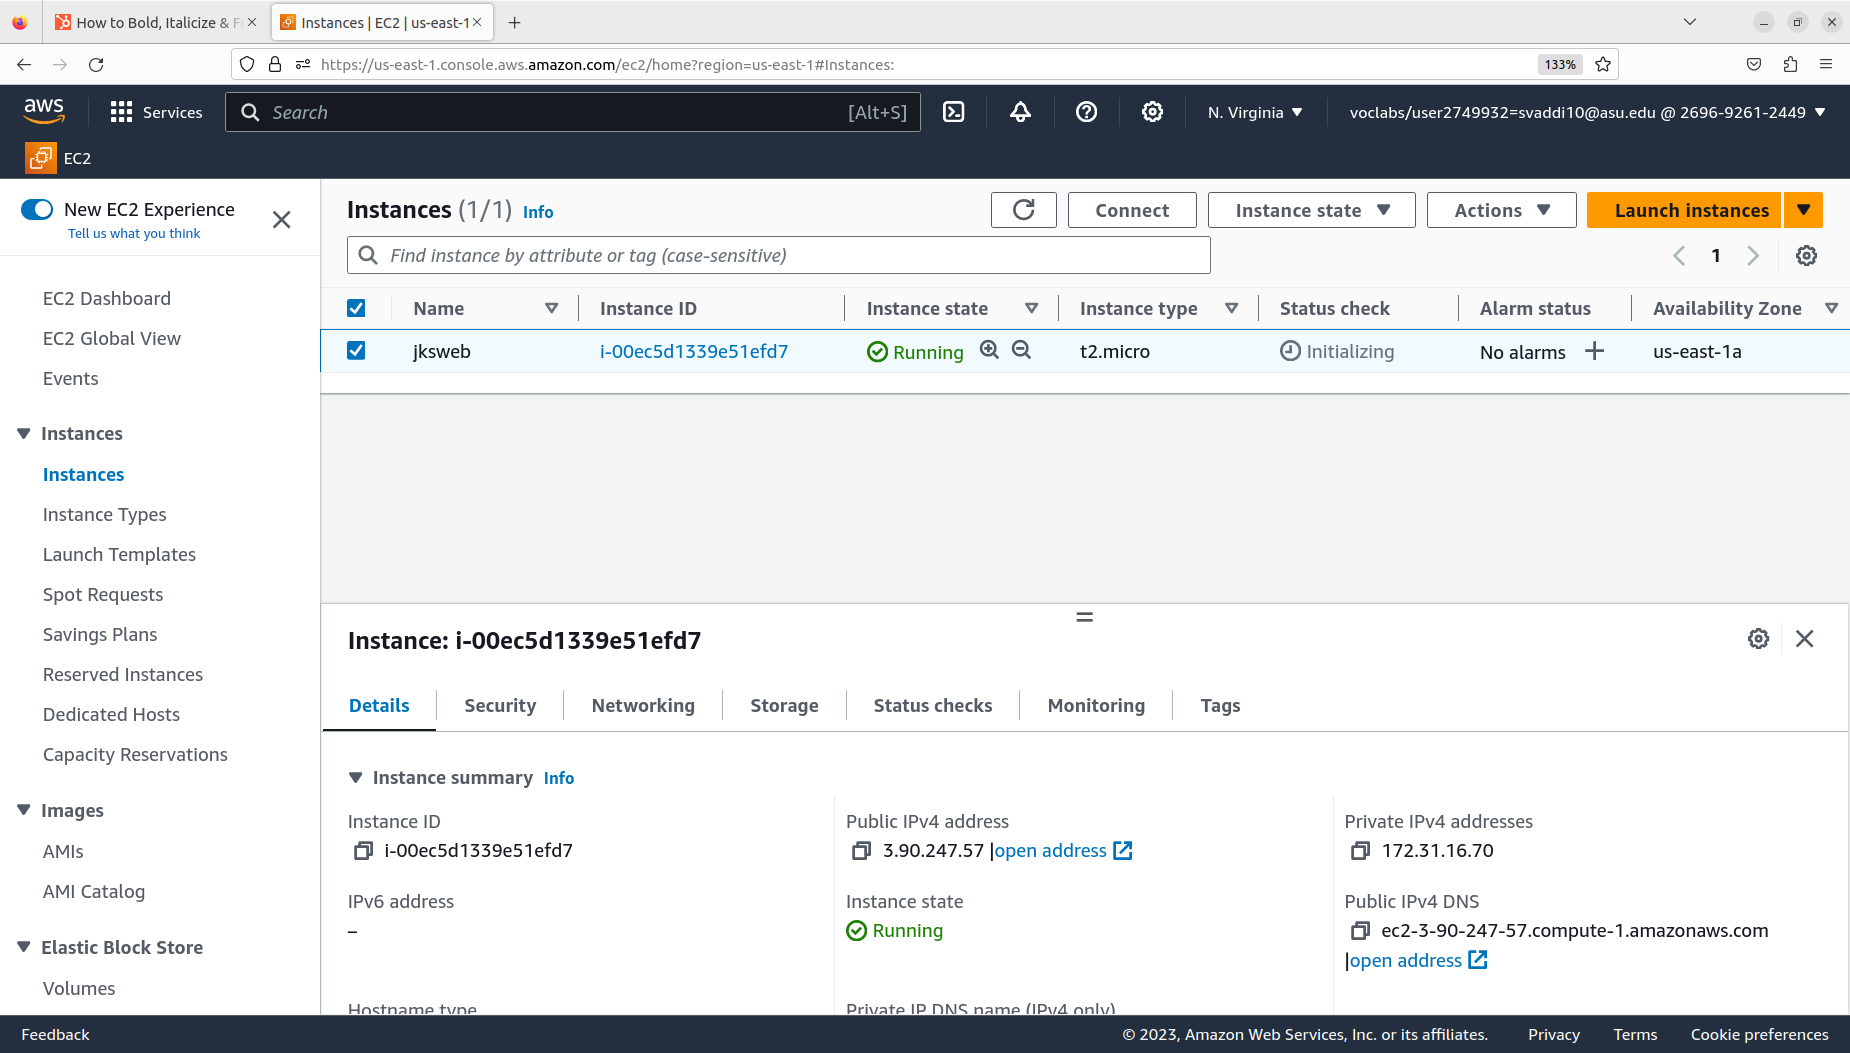 How to Bold, Italicize & F
Instances | EC2 | us-east-1
https://us-east-1.console.aws.amazon.com/ec2/home?region=us-east-1#Instances:
133%
aws
Services
Search
[Alt+S]
N. Virginia
voclabs/user2749932=svaddi10@asu.edu @ 2696-9261-2449
EC2
New EC2 Experience
Tell us what you think
EC2 Dashboard
EC2 Global View
Events
Instances
Instances
Instance Types
Launch Templates
Spot Requests
Savings Plans
Reserved Instances
Dedicated Hosts
Capacity Reservations
Images
AMIs
AMI Catalog
Elastic Block Store
Volumes
Instances (1/1) Info
Connect
Instance state
Actions
Launch instances
Find instance by attribute or tag (case-sensitive)
1
Name
Instance ID
Instance state
Instance type
Status check
Alarm status
Availability Zone
jksweb
i-00ec5d1339e51efd7
Running
t2.micro
Initializing
No alarms
us-east-1a
Instance: i-00ec5d1339e51efd7
Details
Security
Networking
Storage
Status checks
Monitoring
Tags
Instance summary Info
Instance ID
i-00ec5d1339e51efd7
Public IPv4 address
3.90.247.57 |open address
Private IPv4 addresses
172.31.16.70
IPv6 address
–
Instance state
Running
Public IPv4 DNS
ec2-3-90-247-57.compute-1.amazonaws.com
|open address
Hostname type
Private IP DNS name (IPv4 only)
Feedback
© 2023, Amazon Web Services, Inc. or its affiliates.
Privacy
Terms
Cookie preferences